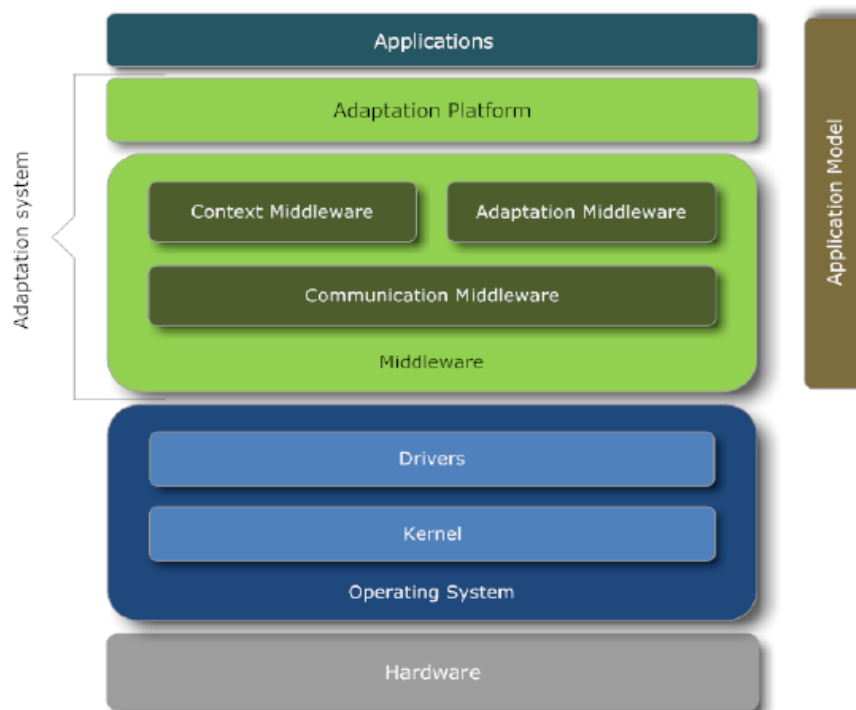 Applications
Adaptation Platform
Context Middleware
Adaptation Middleware
Communication Middleware
Middleware
Drivers
Kernel
Operating System
Hardware
Adaptation system
Application Model